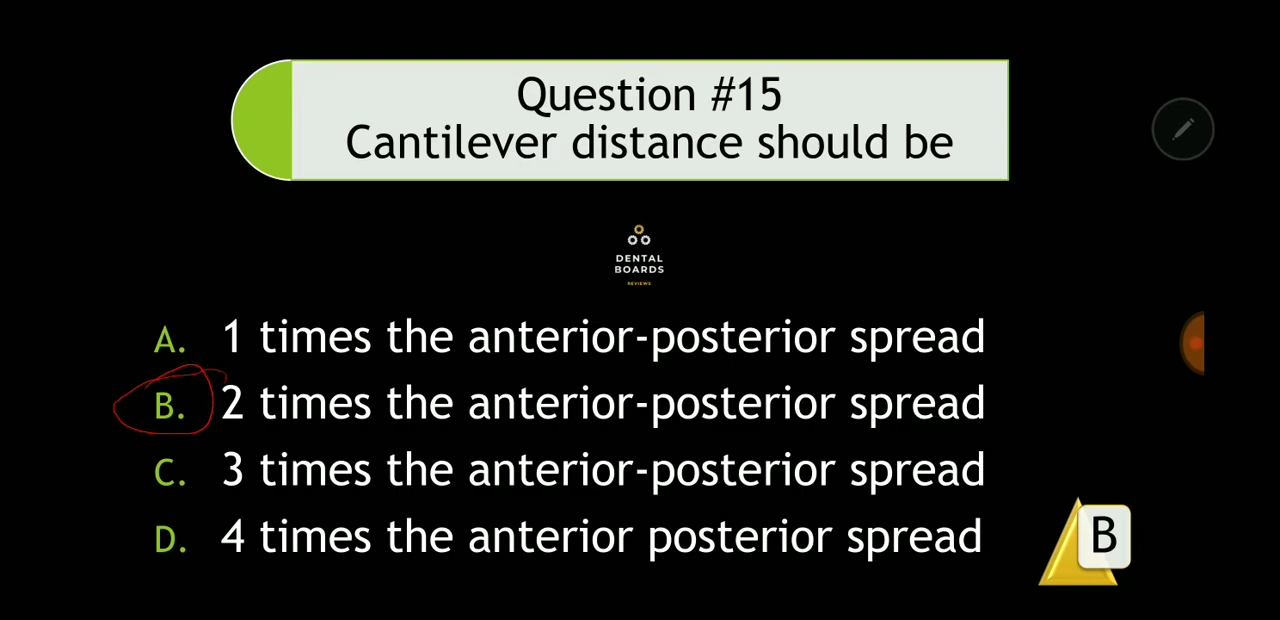 Question #15
Cantilever distance should be
DENTAL
BOARDS
REVIEWS
A. 1 times the anterior-posterior spread
B. 2 times the anterior-posterior spread
C. 3 times the anterior-posterior spread
D. 4 times the anterior posterior spread
B